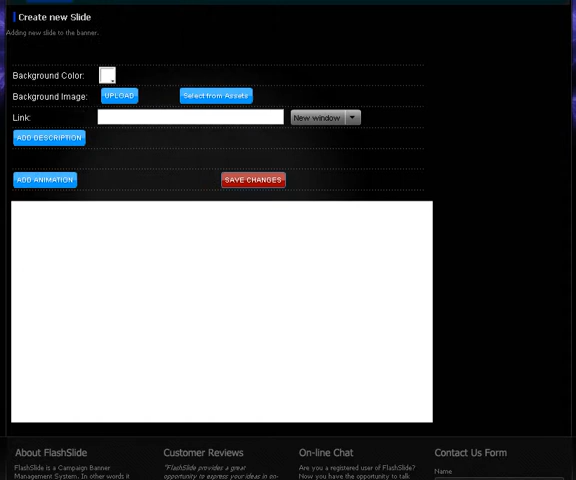 Create new Slide
Adding new slide to the banner.
Background Color:
Background Image: UPLOAD Select from Assets
Link: New window
ADD DESCRIPTION
ADD ANIMATION SAVE CHANGES
About FlashSlide Customer Reviews On-line Chat Contact Us Form
FlashSlide is a Campaign Banner
Management System. In other words it
"FlashSlide provides a great
opportunity to express your idear in on-
Are you a registered user of FlashSlide?
Now you have the opportunity to talk
Name